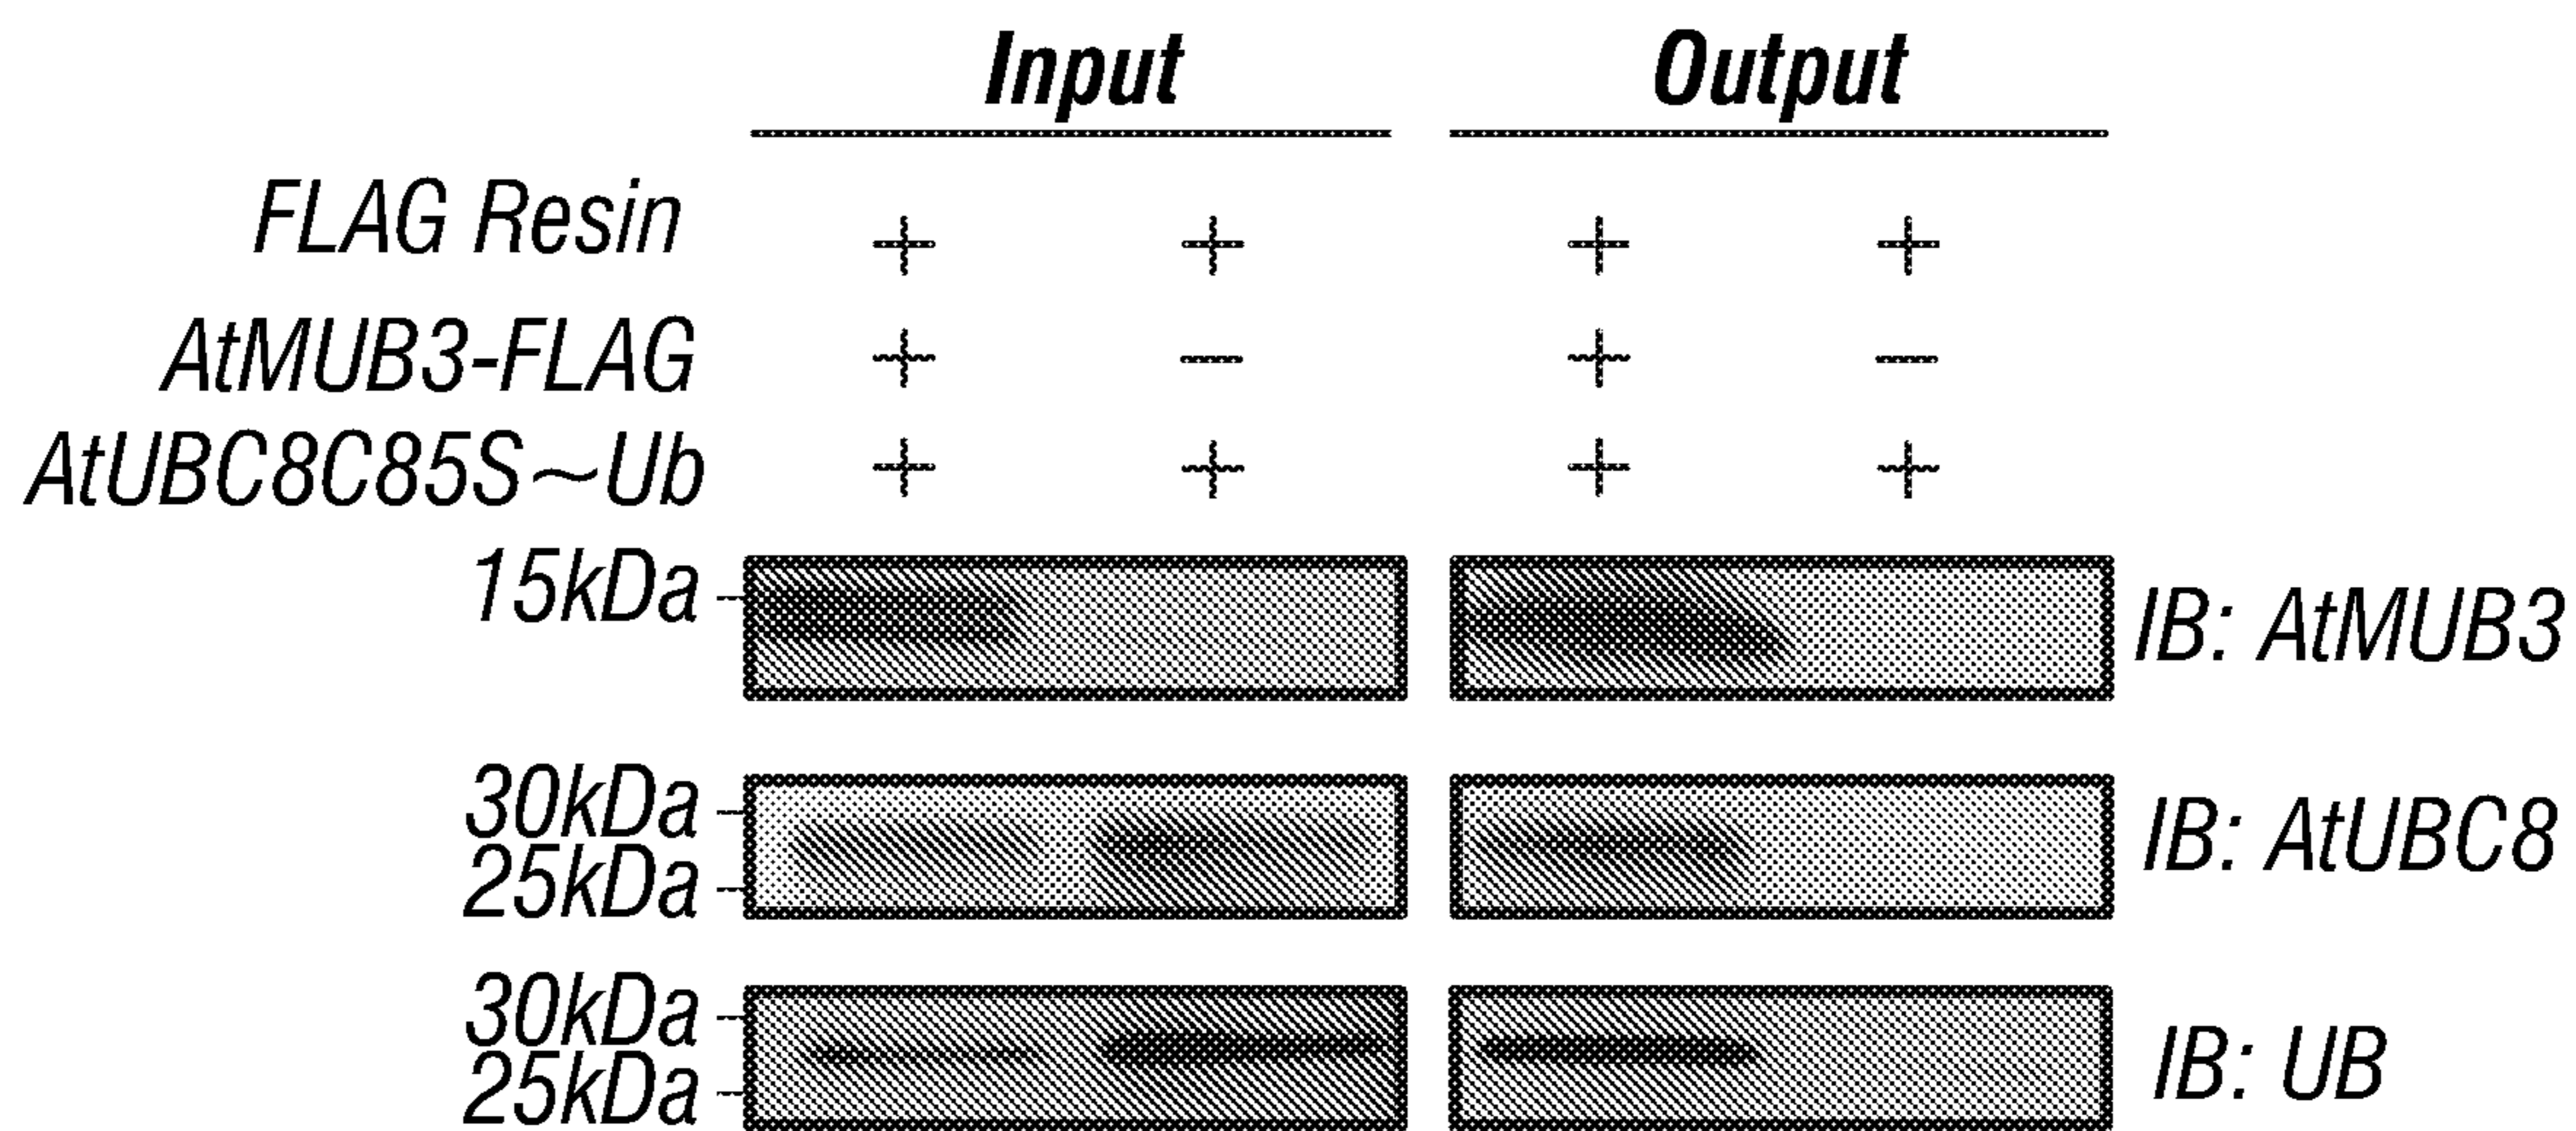 Input Output
FLAG Resin + + + +
AtMUB3-FLAG + − + −
AtUBC8C85S~Ub + + + +
15kDa
IB: AtMUB3
30kDa
25kDa
IB: AtUBC8
30kDa
25kDa
IB: UB